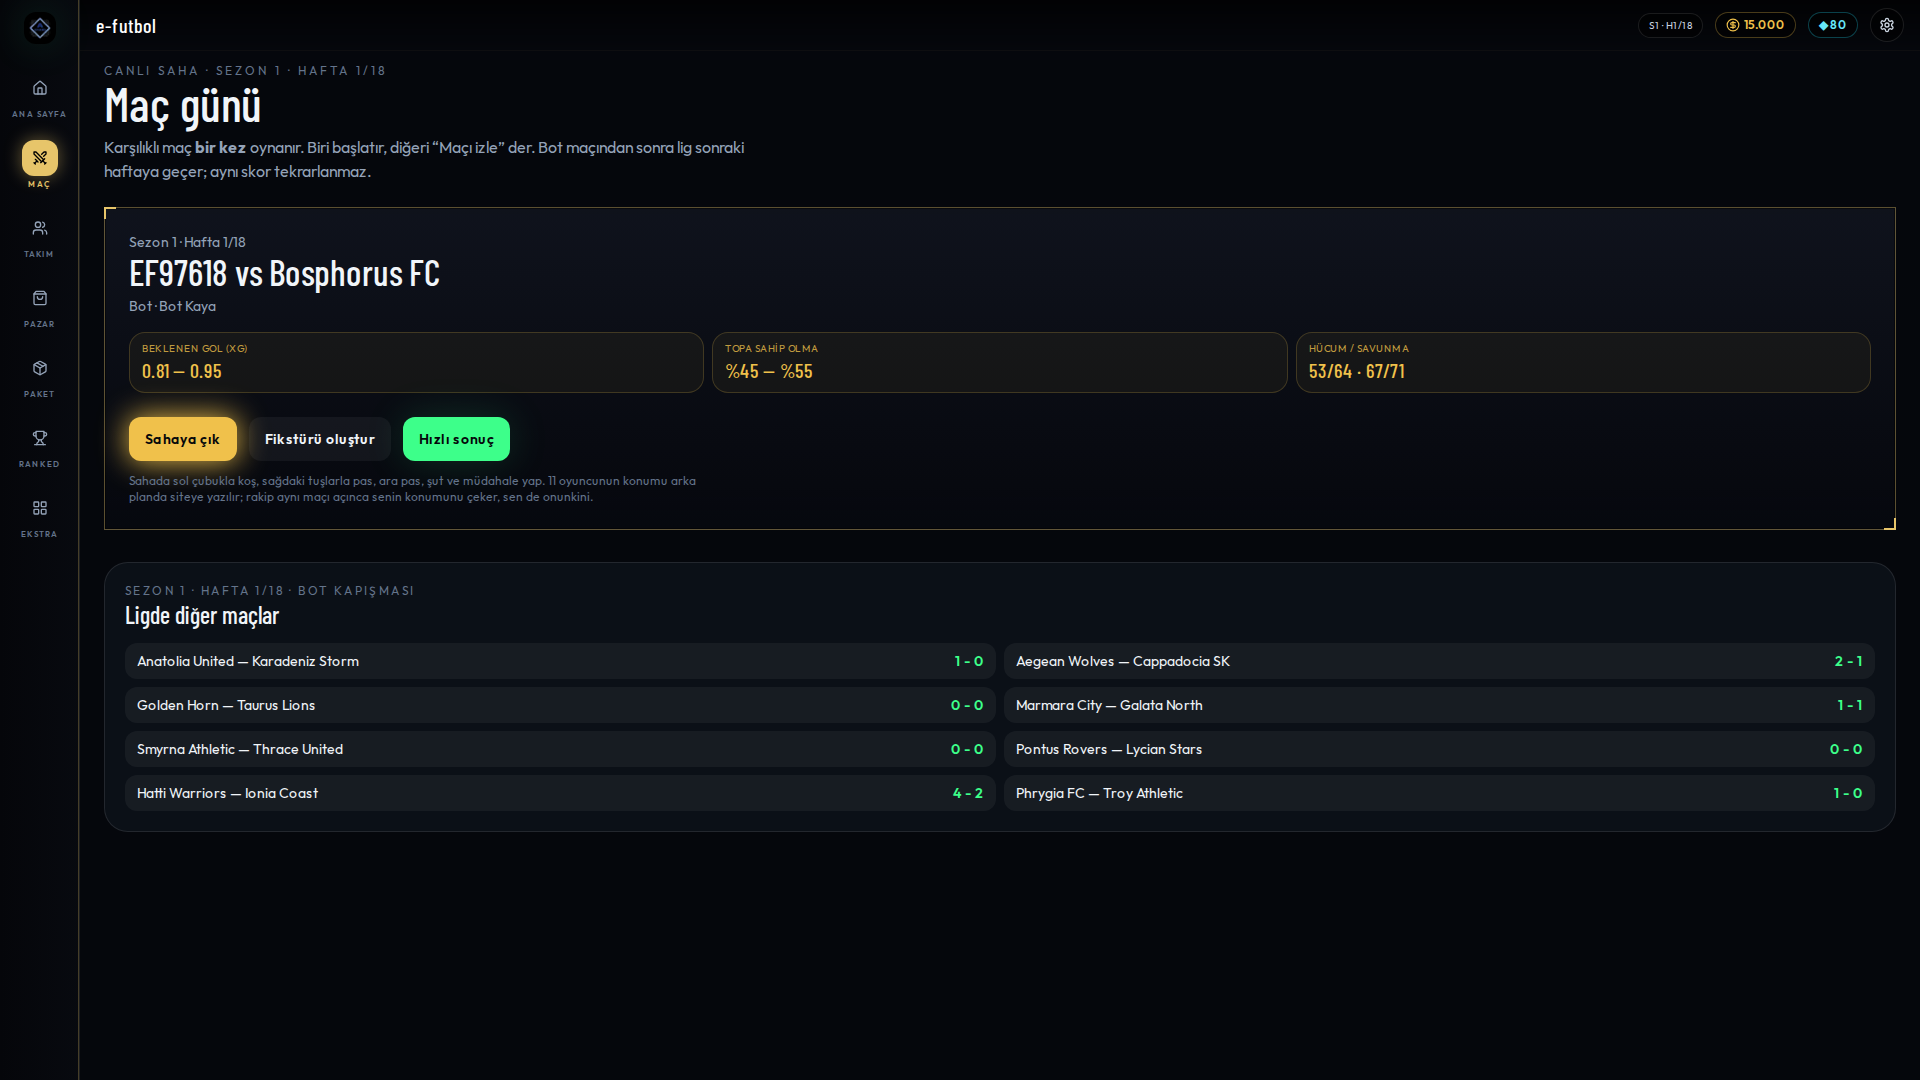 e-futbol
S1 · H1/18
15.000
80
ANA SAYFA
MAÇ
TAKIM
PAZAR
PAKET
RANKED
EKSTRA
CANLI SAHA · SEZON 1 · HAFTA 1/18
Maç günü
Karşılıklı maç bir kez oynanır. Biri başlatır, diğeri “Maçı izle” der. Bot maçından sonra lig sonraki
haftaya geçer; aynı skor tekrarlanmaz.
Sezon 1 · Hafta 1/18
EF97618 vs Bosphorus FC
Bot · Bot Kaya
BEKLENEN GOL (XG)
0.81 — 0.95
TOPA SAHİP OLMA
%45 — %55
HÜCUM / SAVUNMA
53/64 · 67/71
Sahaya çık
Fikstürü oluştur
Hızlı sonuç
Sahada sol çubukla koş, sağdaki tuşlarla pas, ara pas, şut ve müdahale yap. 11 oyuncunun konumu arka
planda siteye yazılır; rakip aynı maçı açınca senin konumunu çeker, sen de onunkini.
SEZON 1 · HAFTA 1/18 · BOT KAPIŞMASI
Ligde diğer maçlar
Anatolia United — Karadeniz Storm 1 - 0
Aegean Wolves — Cappadocia SK 2 - 1
Golden Horn — Taurus Lions 0 - 0
Marmara City — Galata North 1 - 1
Smyrna Athletic — Thrace United 0 - 0
Pontus Rovers — Lycian Stars 0 - 0
Hatti Warriors — Ionia Coast 4 - 2
Phrygia FC — Troy Athletic 1 - 0